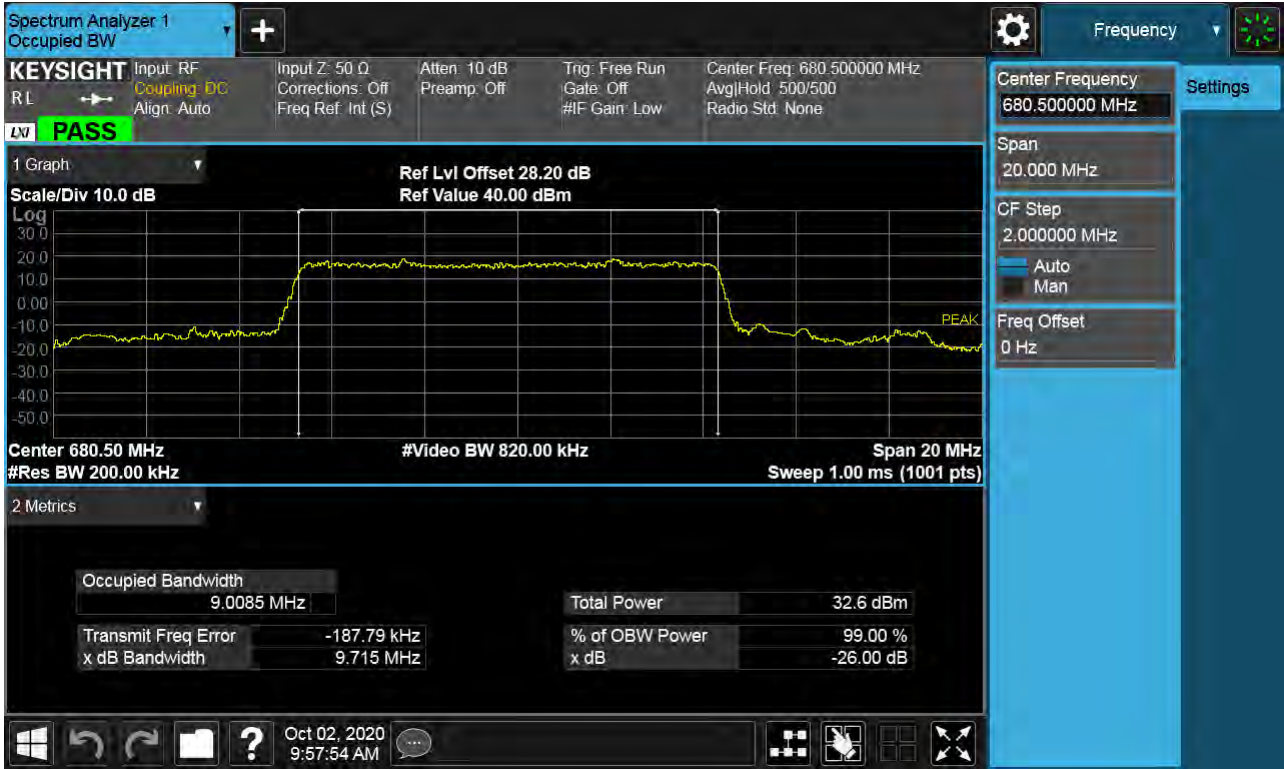 Spectrum Analyzer 1
Occupied BW
+
Frequency
KEYSIGHT
RL
LXI
PASS
Input: RF
Coupling: DC
Align: Auto
Input Z: 50 Ω
Corrections: Off
Freq Ref: Int (S)
Atten: 10 dB
Preamp: Off
Trig: Free Run
Gate: Off
#IF Gain: Low
Center Freq: 680.500000 MHz
Avg|Hold: 500/500
Radio Std: None
Center Frequency
680.500000 MHz
Settings
Span
20.000 MHz
CF Step
2.000000 MHz
Auto
Man
Freq Offset
0 Hz
1 Graph
Scale/Div 10.0 dB
Ref Lvl Offset 28.20 dB
Ref Value 40.00 dBm
Log
30.0
20.0
10.0
0.00
-10.0
-20.0
-30.0
-40.0
-50.0
PEAK
Center 680.50 MHz
#Video BW 820.00 kHz
Span 20 MHz
#Res BW 200.00 kHz
Sweep 1.00 ms (1001 pts)
2 Metrics
Occupied Bandwidth
9.0085 MHz
Total Power 32.6 dBm
Transmit Freq Error -187.79 kHz
% of OBW Power 99.00 %
x dB Bandwidth 9.715 MHz
x dB -26.00 dB
?
Oct 02, 2020
9:57:54 AM